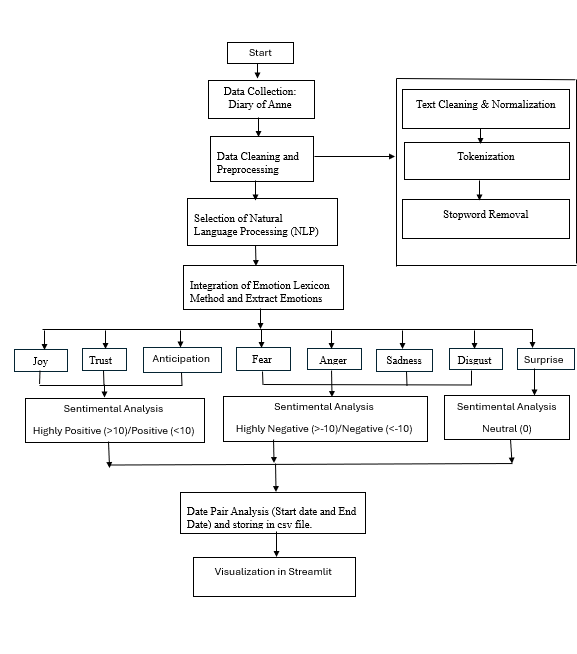 Start
Data Collection:
Diary of Anne
Data Cleaning and
Preprocessing
Text Cleaning & Normalization
Tokenization
Stopword Removal
Selection of Natural
Language Processing (NLP)
Integration of Emotion Lexicon
Method and Extract Emotions
Joy
Trust
Anticipation
Fear
Anger
Sadness
Disgust
Surprise
Sentimental Analysis
Highly Positive (>10)/Positive (<10)
Sentimental Analysis
Highly Negative (>-10)/Negative (<-10)
Sentimental Analysis
Neutral (0)
Date Pair Analysis (Start date and End
Date) and storing in csv file.
Visualization in Streamlit